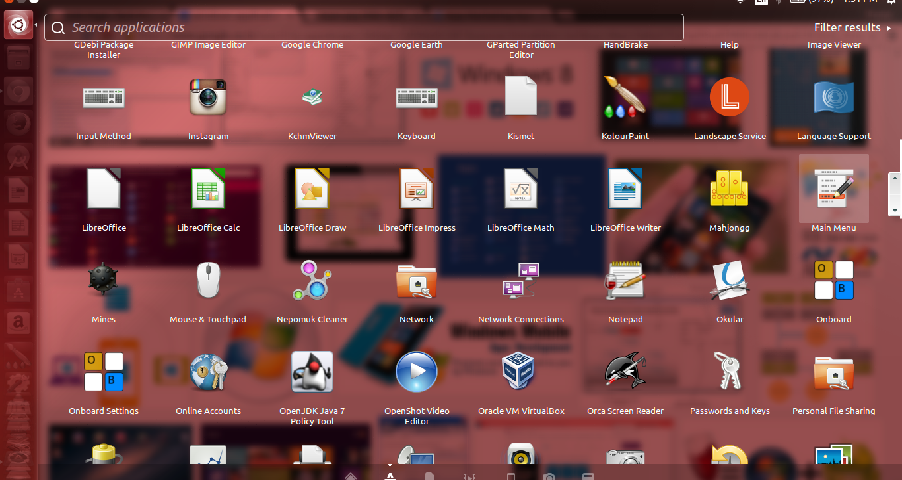 Search applications
Filter results
GDebi Package Installer
GIMP Image Editor
Google Chrome
Google Earth
GParted Partition Editor
HandBrake
Help
Image Viewer
Input Method
Instagram
KchmViewer
Keyboard
Kismet
KolourPaint
Landscape Service
Language Support
LibreOffice
LibreOffice Calc
LibreOffice Draw
LibreOffice Impress
LibreOffice Math
LibreOffice Writer
Mahjongg
Main Menu
Mines
Mouse & Touchpad
Nepomuk Cleaner
Network
Network Connections
Notepad
Okular
Onboard
Onboard Settings
Online Accounts
OpenJDK Java 7
Policy Tool
OpenShot Video
Editor
Oracle VM VirtualBox
Orca Screen Reader
Passwords and Keys
Personal File Sharing